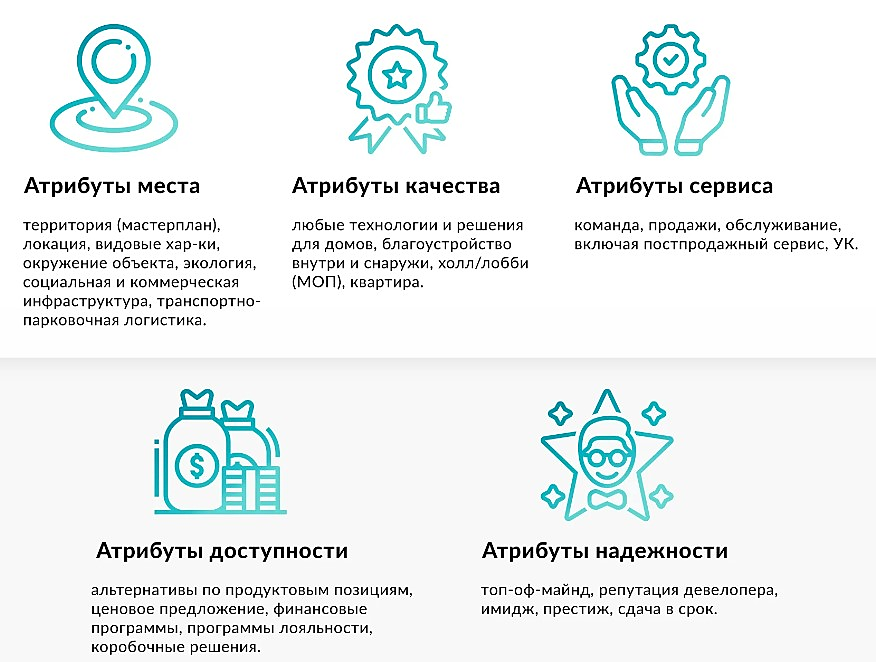 Атрибуты места
территория (мастерплан),
локация, видовые хар-ки,
окружение объекта, экология,
социальная и коммерческая
инфраструктура, транспортно-
парковочная логистика.
Атрибуты качества
любые технологии и решения
для домов, благоустройство
внутри и снаружи, холл/лобби
(МОП), квартира.
Атрибуты сервиса
команда, продажи, обслуживание,
включая постпродажный сервис, УК.
$
Атрибуты доступности
альтернативы по продуктовым позициям,
ценовое предложение, финансовые
программы, программы лояльности,
коробочные решения.
Атрибуты надежности
топ-оф-майнд, репутация девелопера,
имидж, престиж, сдача в срок.